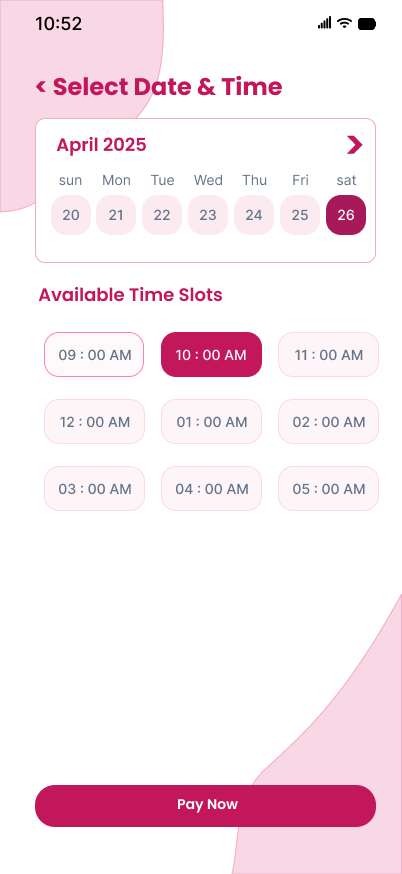 10:52
< Select Date & Time
April 2025
sun Mon Tue Wed Thu Fri sat
20 21 22 23 24 25 26
Available Time Slots
09 : 00 AM 10 : 00 AM 11 : 00 AM
12 : 00 AM 01 : 00 AM 02 : 00 AM
03 : 00 AM 04 : 00 AM 05 : 00 AM
Pay Now